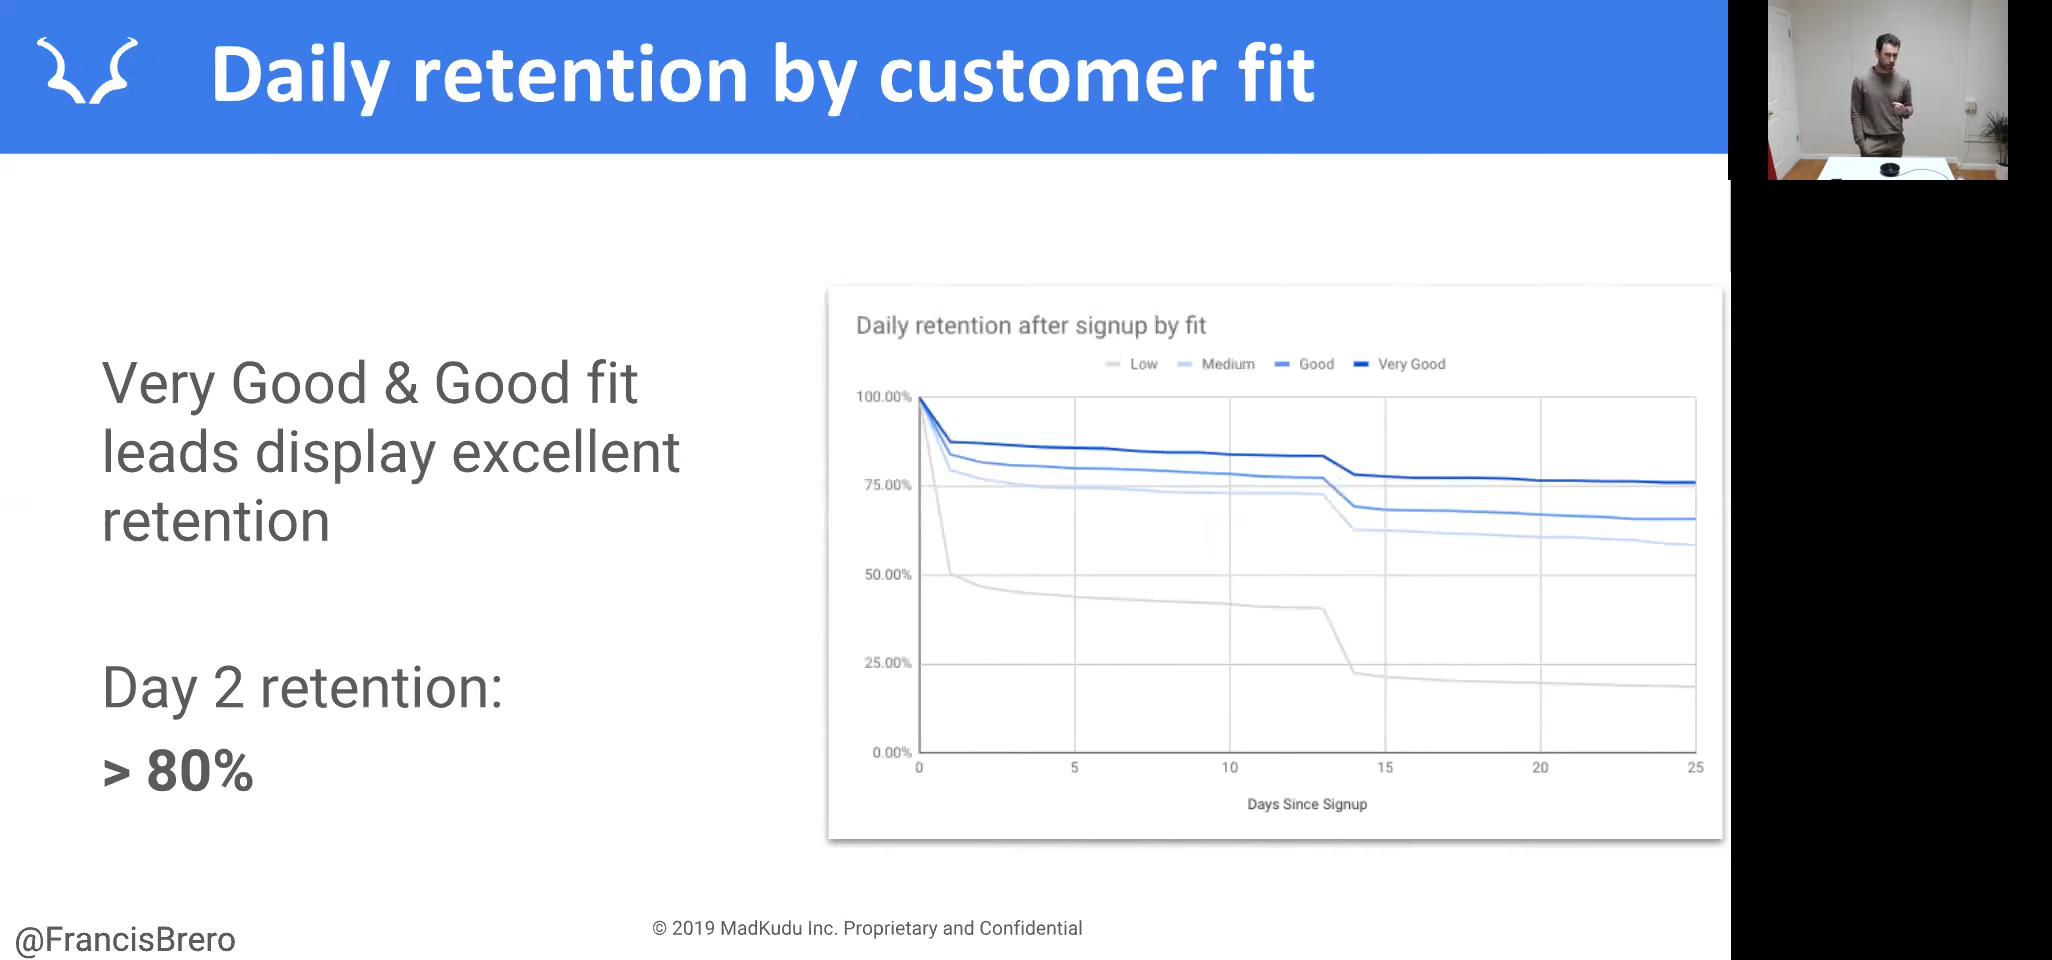 Daily retention by customer fit
Very Good & Good fit
leads display excellent
retention
Day 2 retention:
> 80%
Daily retention after signup by fit
Low Medium Good Very Good
100.00%
75.00%
50.00%
25.00%
0.00%
0 5 10 15 20 25
Days Since Signup
@FrancisBrero
© 2019 MadKudu Inc. Proprietary and Confidential